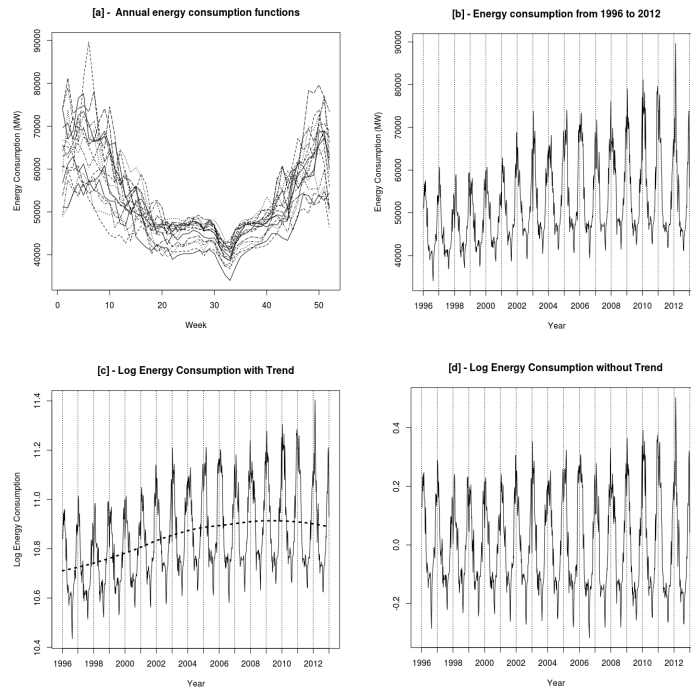 [a] - Annual energy consumption functions
Energy Consumption (MW)
90000
80000
70000
60000
50000
40000
0 10 20 30 40 50
Week
[b] - Energy consumption from 1996 to 2012
Energy Consumption (MW)
90000
80000
70000
60000
50000
40000
1996 1998 2000 2002 2004 2006 2008 2010 2012
Year
[c] - Log Energy Consumption with Trend
Log Energy Consumption
11.4
11.2
11.0
10.8
10.6
10.4
1996 1998 2000 2002 2004 2006 2008 2010 2012
Year
[d] - Log Energy Consumption without Trend
0.4
0.2
0.0
-0.2
1996 1998 2000 2002 2004 2006 2008 2010 2012
Year